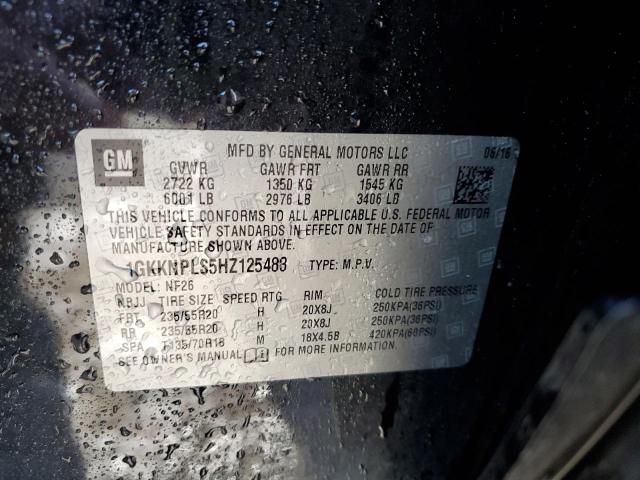 GM
MFD BY GENERAL MOTORS LLC 06/16
GVWR GAWR FRT GAWR RR
2722 KG 1350 KG 1545 KG
6001 LB 2976 LB 3406 LB
THIS VEHICLE CONFORMS TO ALL APPLICABLE U.S. FEDERAL MOTOR
VEHICLE SAFETY STANDARDS IN EFFECT ON THE DATE OF
MANUFACTURE SHOWN ABOVE.
1GKKNPLS5HZ125483 TYPE: M.P.V.
MODEL: NF26
NBJJ TIRE SIZE SPEED RTG RIM COLD TIRE PRESSURE
FRT 235/55R20 H 20X8J 250KPA(36PSI)
RR 235/55R20 H 20X8J 250KPA(36PSI)
SPA T135/70R18 M 18X4.5B 420KPA(60PSI)
SEE OWNER'S MANUAL FOR MORE INFORMATION.